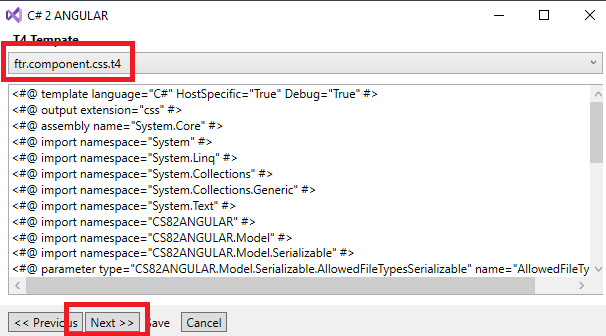 C# 2 ANGULAR
T4 Tempate
ftr.component.css.t4
<#@ template language="C#" HostSpecific="True" Debug="True" #>
<#@ output extension="css" #>
<#@ assembly name="System.Core" #>
<#@ import namespace="System" #>
<#@ import namespace="System.Linq" #>
<#@ import namespace="System.Collections" #>
<#@ import namespace="System.Collections.Generic" #>
<#@ import namespace="System.Text" #>
<#@ import namespace="CS82ANGULAR" #>
<#@ import namespace="CS82ANGULAR.Model" #>
<#@ import namespace="CS82ANGULAR.Model.Serializable" #>
<#@ parameter type="CS82ANGULAR.Model.Serializable.AllowedFileTypesSerializable" name="AllowedFileTy
<< Previous Next >> Save Cancel